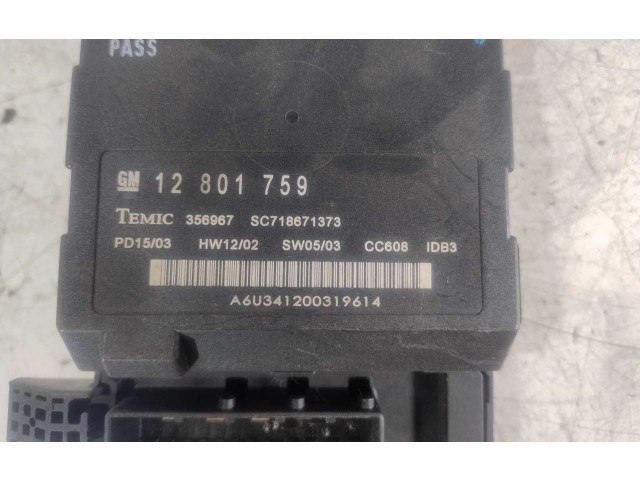 PASS
GM 12 801 759
TEMIC 356967 SC718671373
PD15/03 HW12/02 SW05/03 CC608 IDB3
A6U341200319614